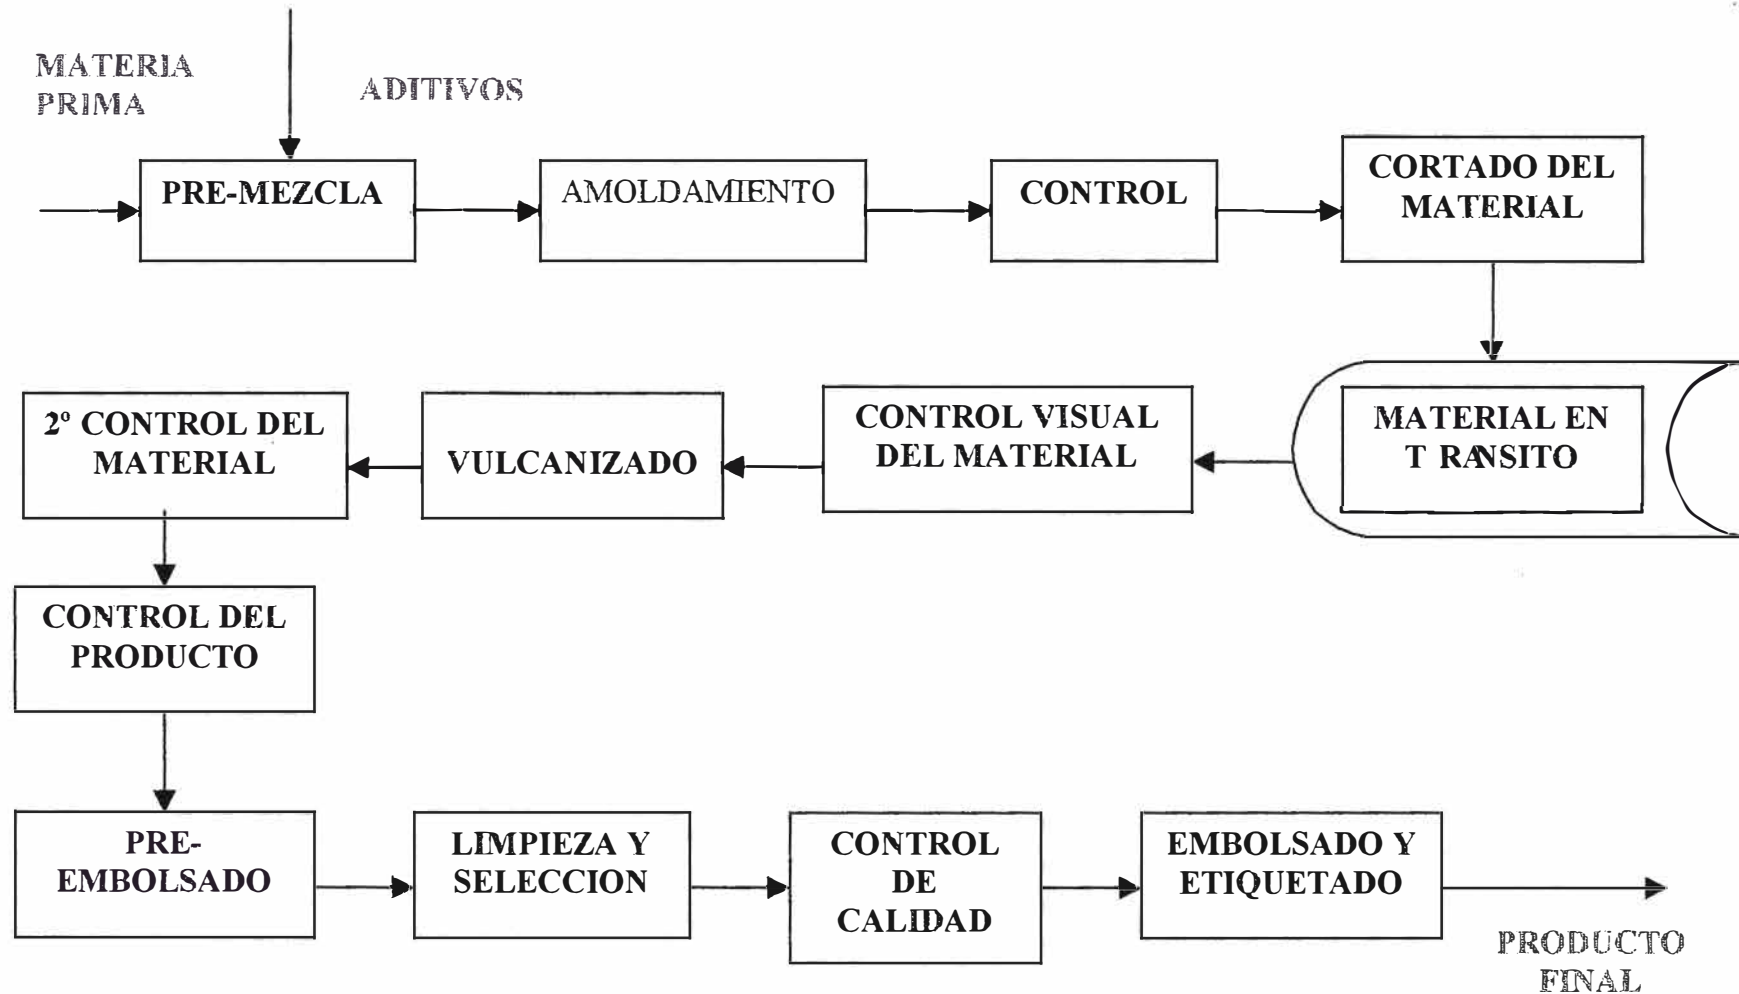 MATERIA
PRIMA
ADITIVOS
PRE-MEZCLA
AMOLDAMIENTO
CONTROL
CORTADO DEL
MATERIAL
MATERIAL EN
T RANSITO
CONTROL VISUAL
DEL MATERIAL
VULCANIZADO
2º CONTROL DEL
MATERIAL
CONTROL DEL
PRODUCTO
PRE-
EMBOLSADO
LIMPIEZA Y
SELECCION
CONTROL
DE
CALIDAD
EMBOLSADO Y
ETIQUETADO
PRODUCTO
FINAL